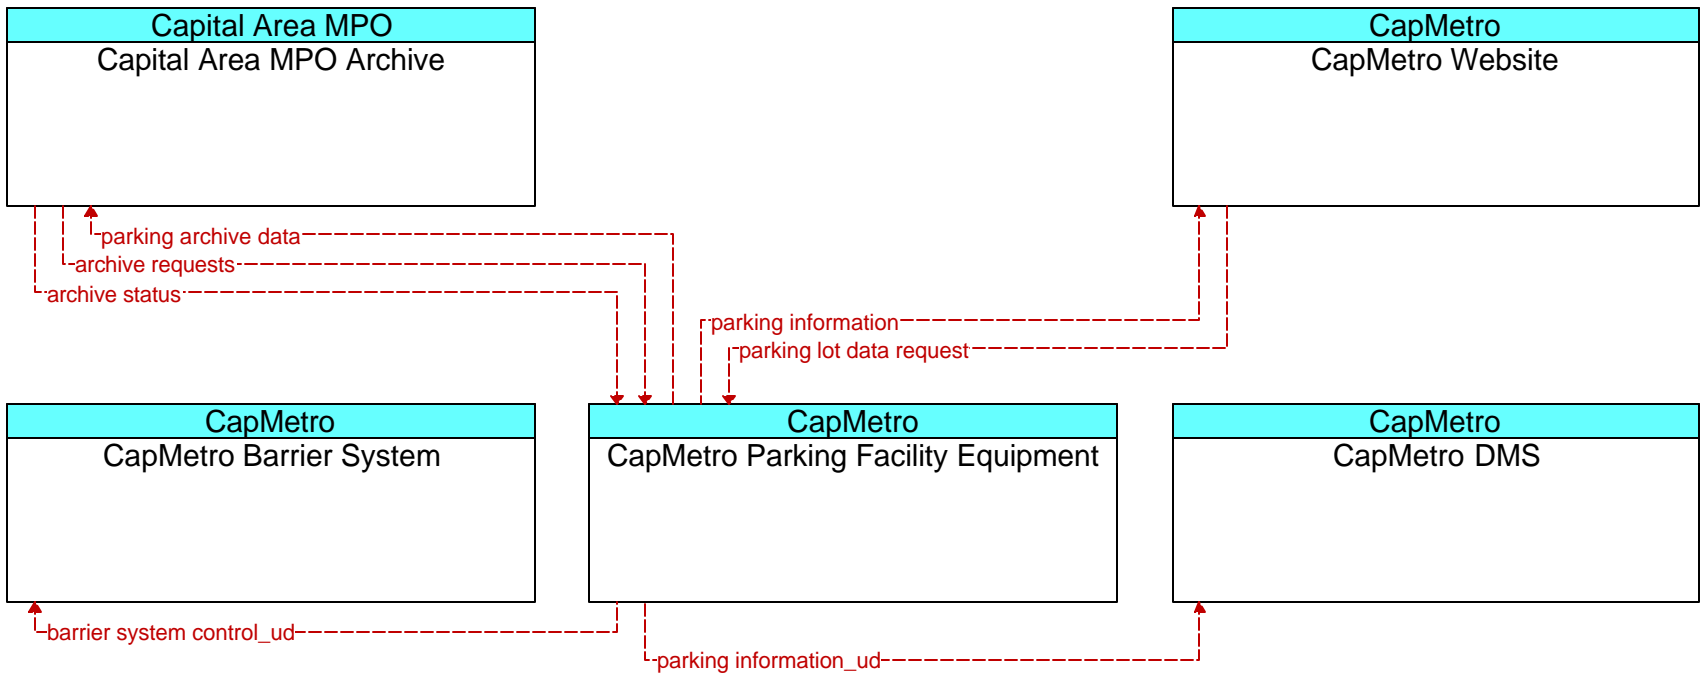 Capital Area MPO
Capital Area MPO Archive
CapMetro
CapMetro Website
parking archive data
archive requests
archive status
parking information
parking lot data request
CapMetro
CapMetro Barrier System
CapMetro
CapMetro Parking Facility Equipment
CapMetro
CapMetro DMS
barrier system control_ud
parking information_ud